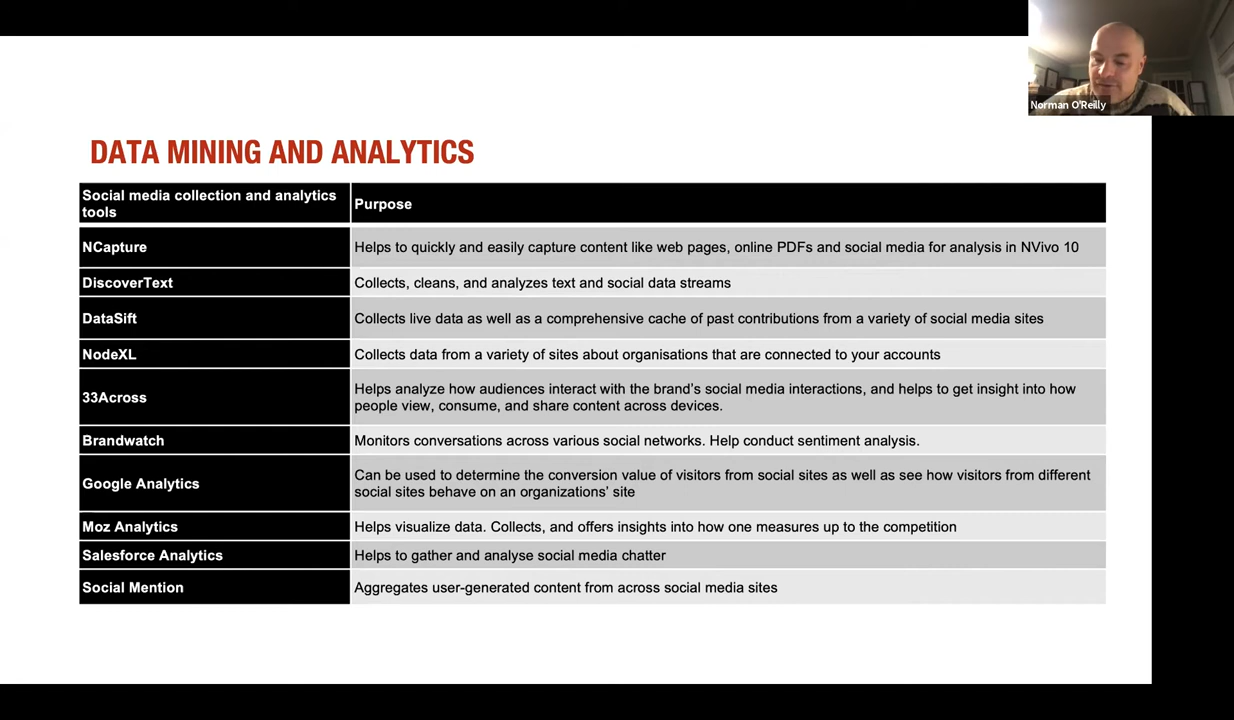 Norman O'Reilly
DATA MINING AND ANALYTICS
Social media collection and analytics
tools
Purpose
NCapture
Helps to quickly and easily capture content like web pages, online PDFs and social media for analysis in NVivo 10
DiscoverText
Collects, cleans, and analyzes text and social data streams
DataSift
Collects live data as well as a comprehensive cache of past contributions from a variety of social media sites
NodeXL
Collects data from a variety of sites about organisations that are connected to your accounts
33Across
Helps analyze how audiences interact with the brand's social media interactions, and helps to get insight into how
people view, consume, and share content across devices.
Brandwatch
Monitors conversations across various social networks. Help conduct sentiment analysis.
Google Analytics
Can be used to determine the conversion value of visitors from social sites as well as see how visitors from different
social sites behave on an organizations' site
Moz Analytics
Helps visualize data. Collects, and offers insights into how one measures up to the competition
Salesforce Analytics
Helps to gather and analyse social media chatter
Social Mention
Aggregates user-generated content from across social media sites